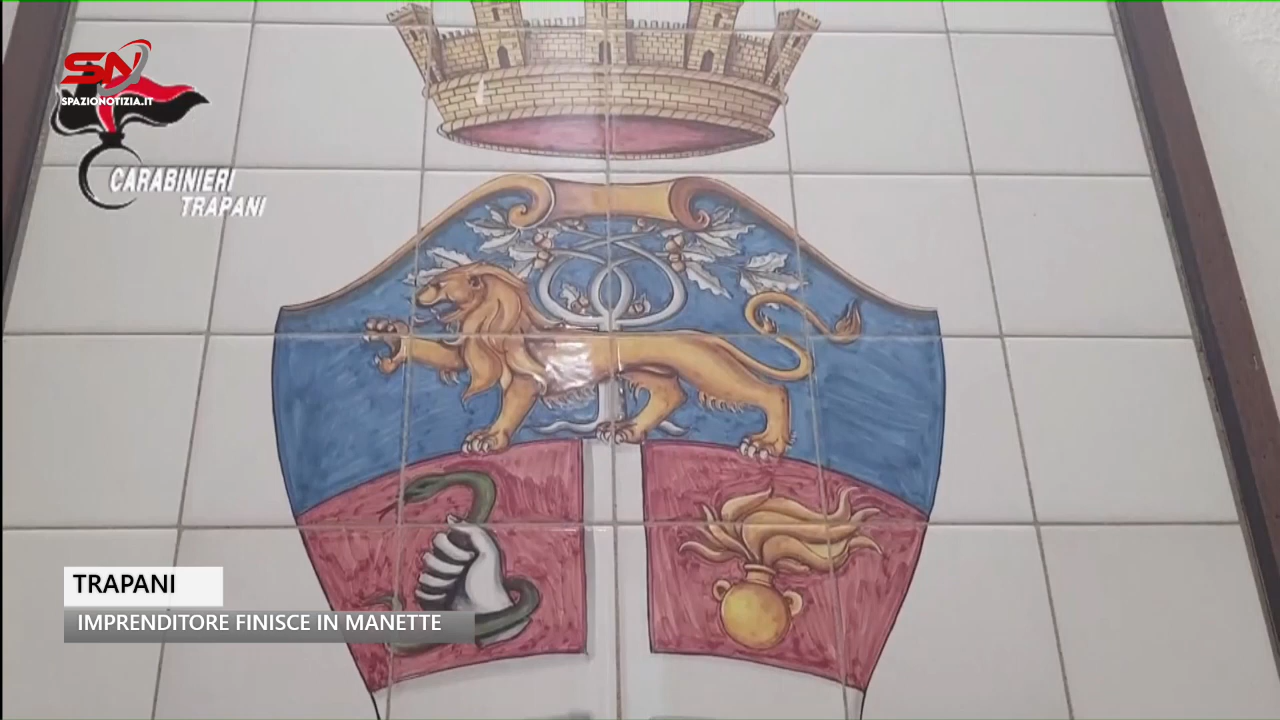 SN
SPAZIONOTIZIA.IT
CARABINIERI
TRAPANI
TRAPANI
IMPRENDITORE FINISCE IN MANETTE